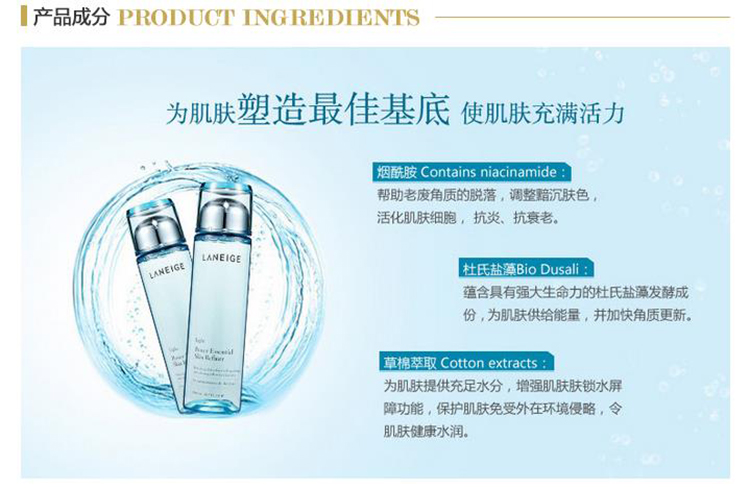 产品成分 PRODUCT INGREDIENTS
为肌肤塑造最佳基底 使肌肤充满活力
烟酰胺 Contains niacinamide：
帮助老废角质的脱落，调整黯沉肤色，
活化肌肤细胞， 抗炎、抗衰老。
杜氏盐藻Bio Dusali：
蕴含具有强大生命力的杜氏盐藻发酵成
份，为肌肤供给能量，并加快角质更新。
草棉萃取 Cotton extracts：
为肌肤提供充足水分，增强肌肤肤锁水屏
障功能，保护肌肤免受外在环境侵略，令
肌肤健康水润。
LANEIGE
LANEIGE
Light
Power Essential
Skin Refiner